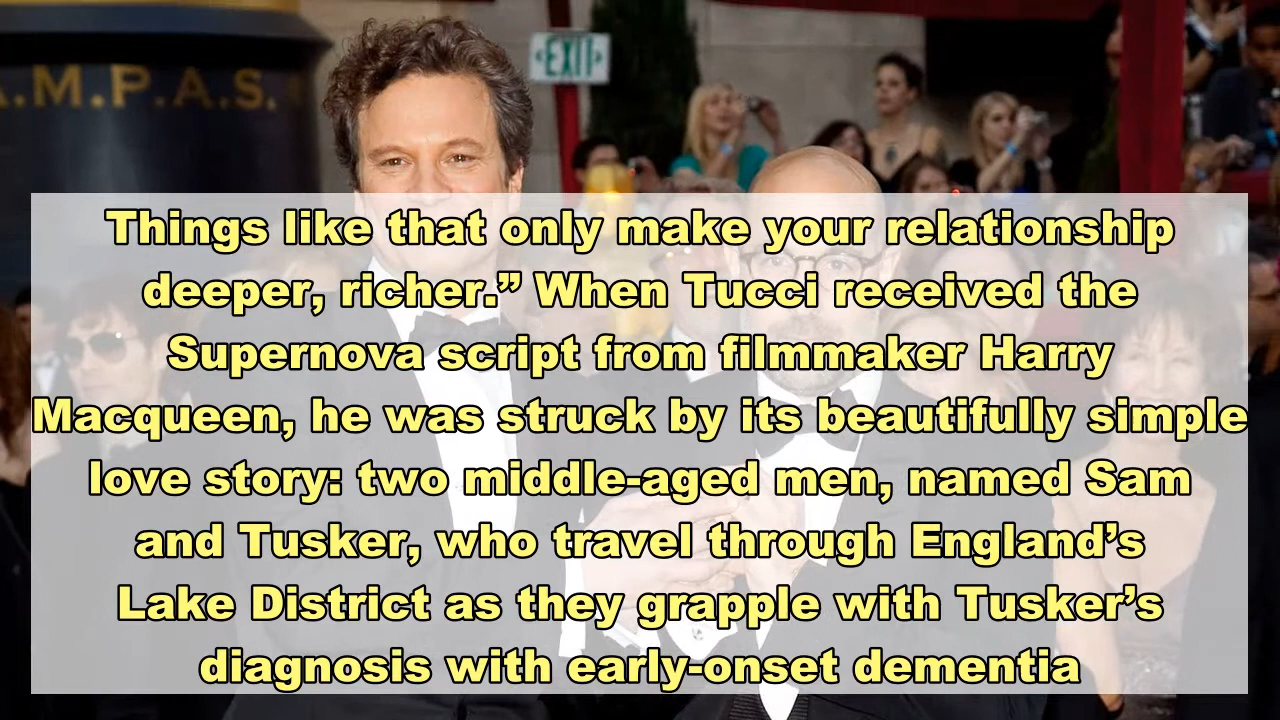 A.M.P.A.S.
EXIT
Things like that only make your relationship
deeper, richer.” When Tucci received the
Supernova script from filmmaker Harry
Macqueen, he was struck by its beautifully simple
love story: two middle-aged men, named Sam
and Tusker, who travel through England’s
Lake District as they grapple with Tusker’s
diagnosis with early-onset dementia